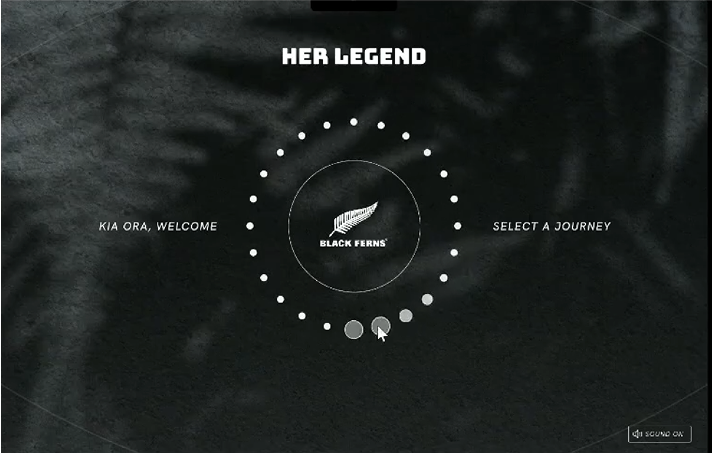 HER LEGEND
KIA ORA, WELCOME
BLACK FERNS
SELECT A JOURNEY
SOUND ON